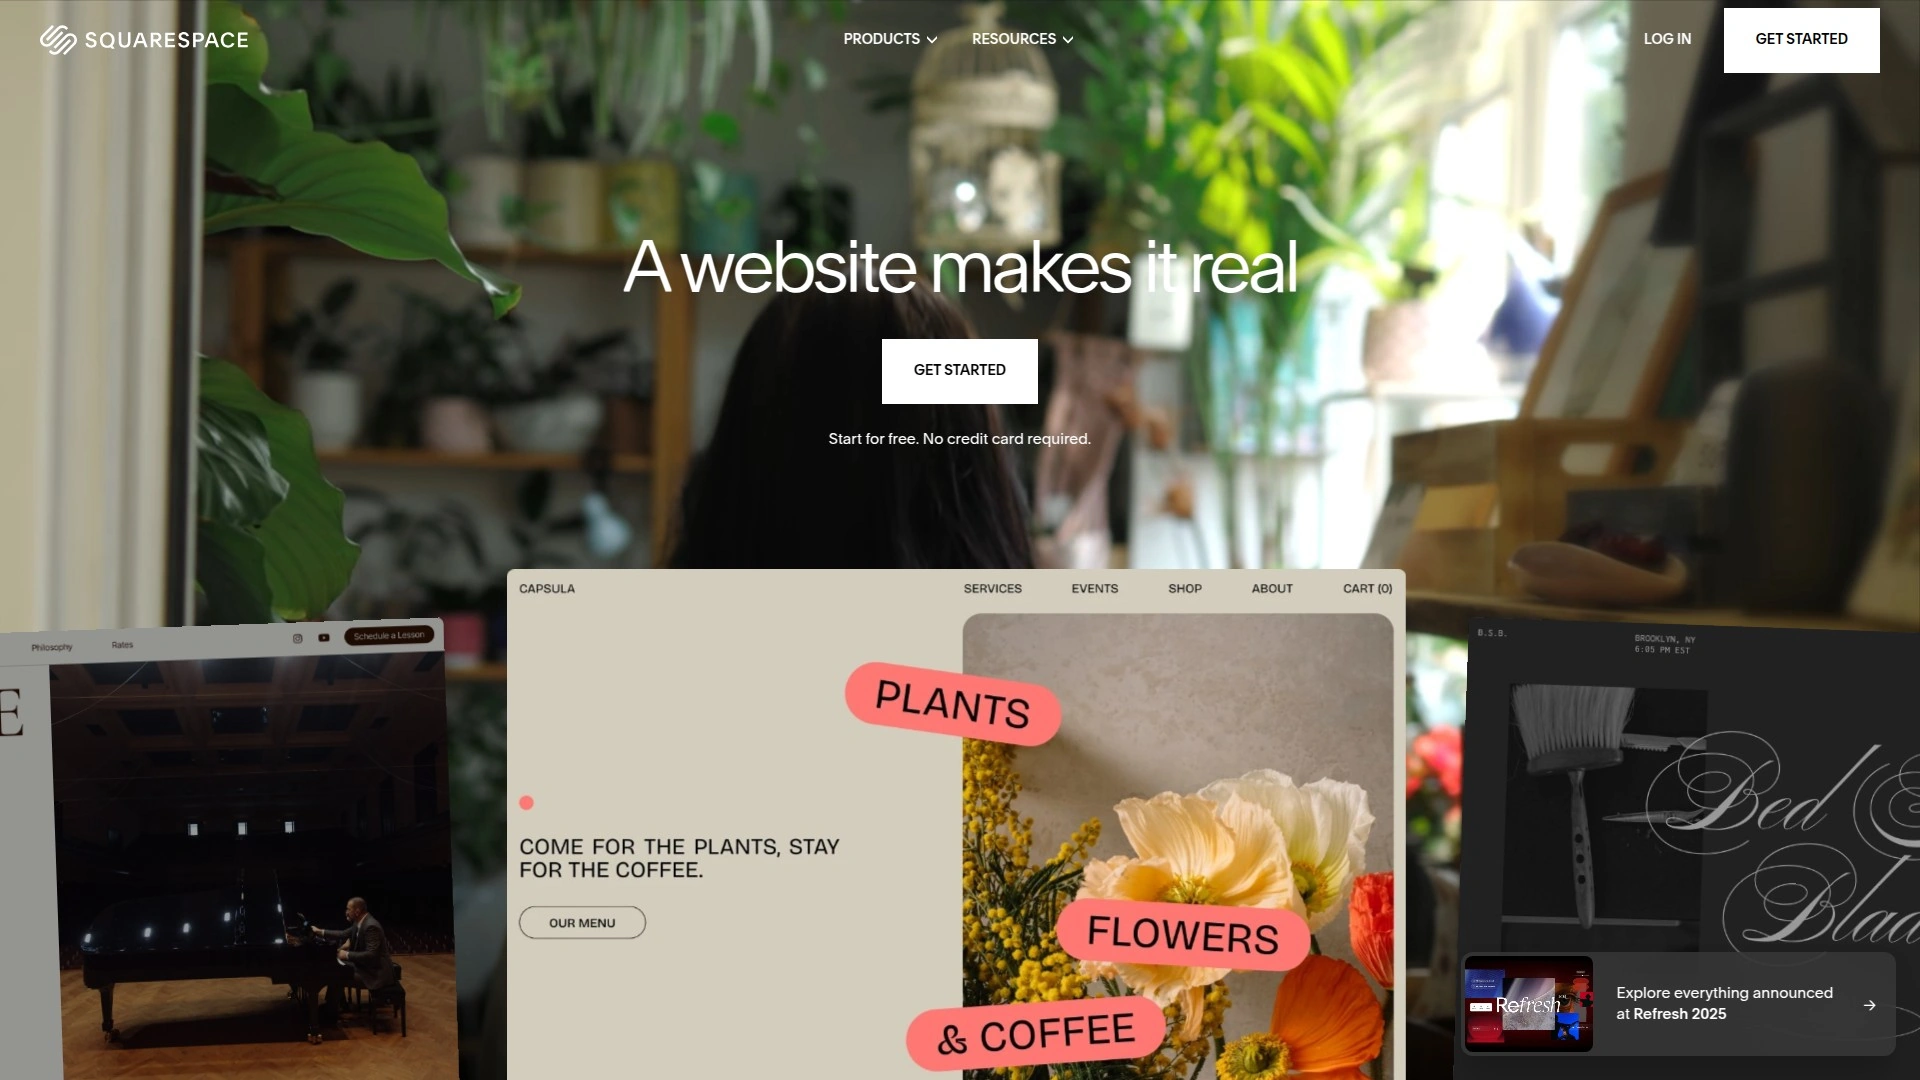 SQUARESPACE
PRODUCTS
RESOURCES
LOG IN
GET STARTED
A website makes it real
GET STARTED
Start for free. No credit card required.
CAPSULA
SERVICES
EVENTS
SHOP
ABOUT
CART (0)
Philosophy
Rates
Schedule a Lesson
E
PLANTS
COME FOR THE PLANTS, STAY
FOR THE COFFEE.
OUR MENU
FLOWERS
& COFFEE
D.S.B.
BROOKLYN, NY
6:05 PM EST
Bed
Refresh
Explore everything announced
at Refresh 2025